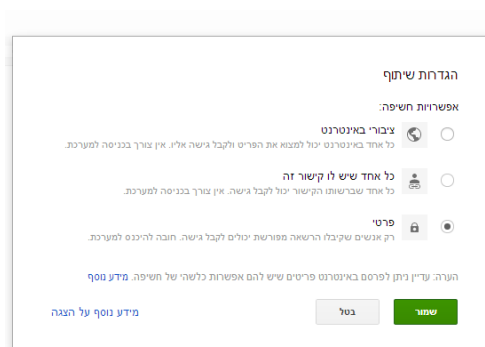 הגדרות שיתוף
אפשרויות חשיפה:
ציבורי באינטרנט
כל אחד באינטרנט יכול למצוא את הפריט ולקבל גישה אליו. אין צורך בכניסה למערכת.
כל אחד שיש לו קישור זה
כל אחד שברשותו הקישור יכול לקבל גישה. אין צורך בכניסה למערכת.
פרטי
רק אנשים שקיבלו הרשאה מפורשת יכולים לקבל גישה. חובה להיכנס למערכת.
הערה: עדיין ניתן לפרסם באינטרנט פריטים שיש להם אפשרות כלשהי של חשיפה. מידע נוסף
שמור בטל מידע נוסף על הצגה